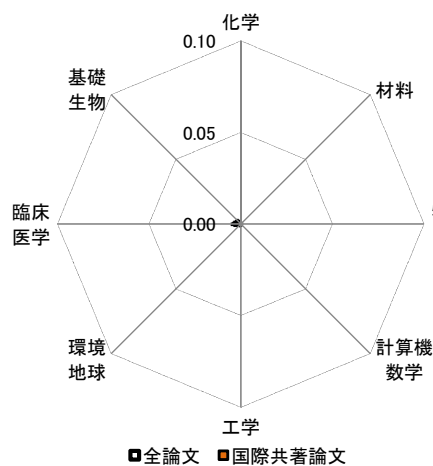 化学
0.10
基礎
生物
材料
0.05
臨床
医学
0.00
環境
地球
計算機
数学
工学
全論文 国際共著論文